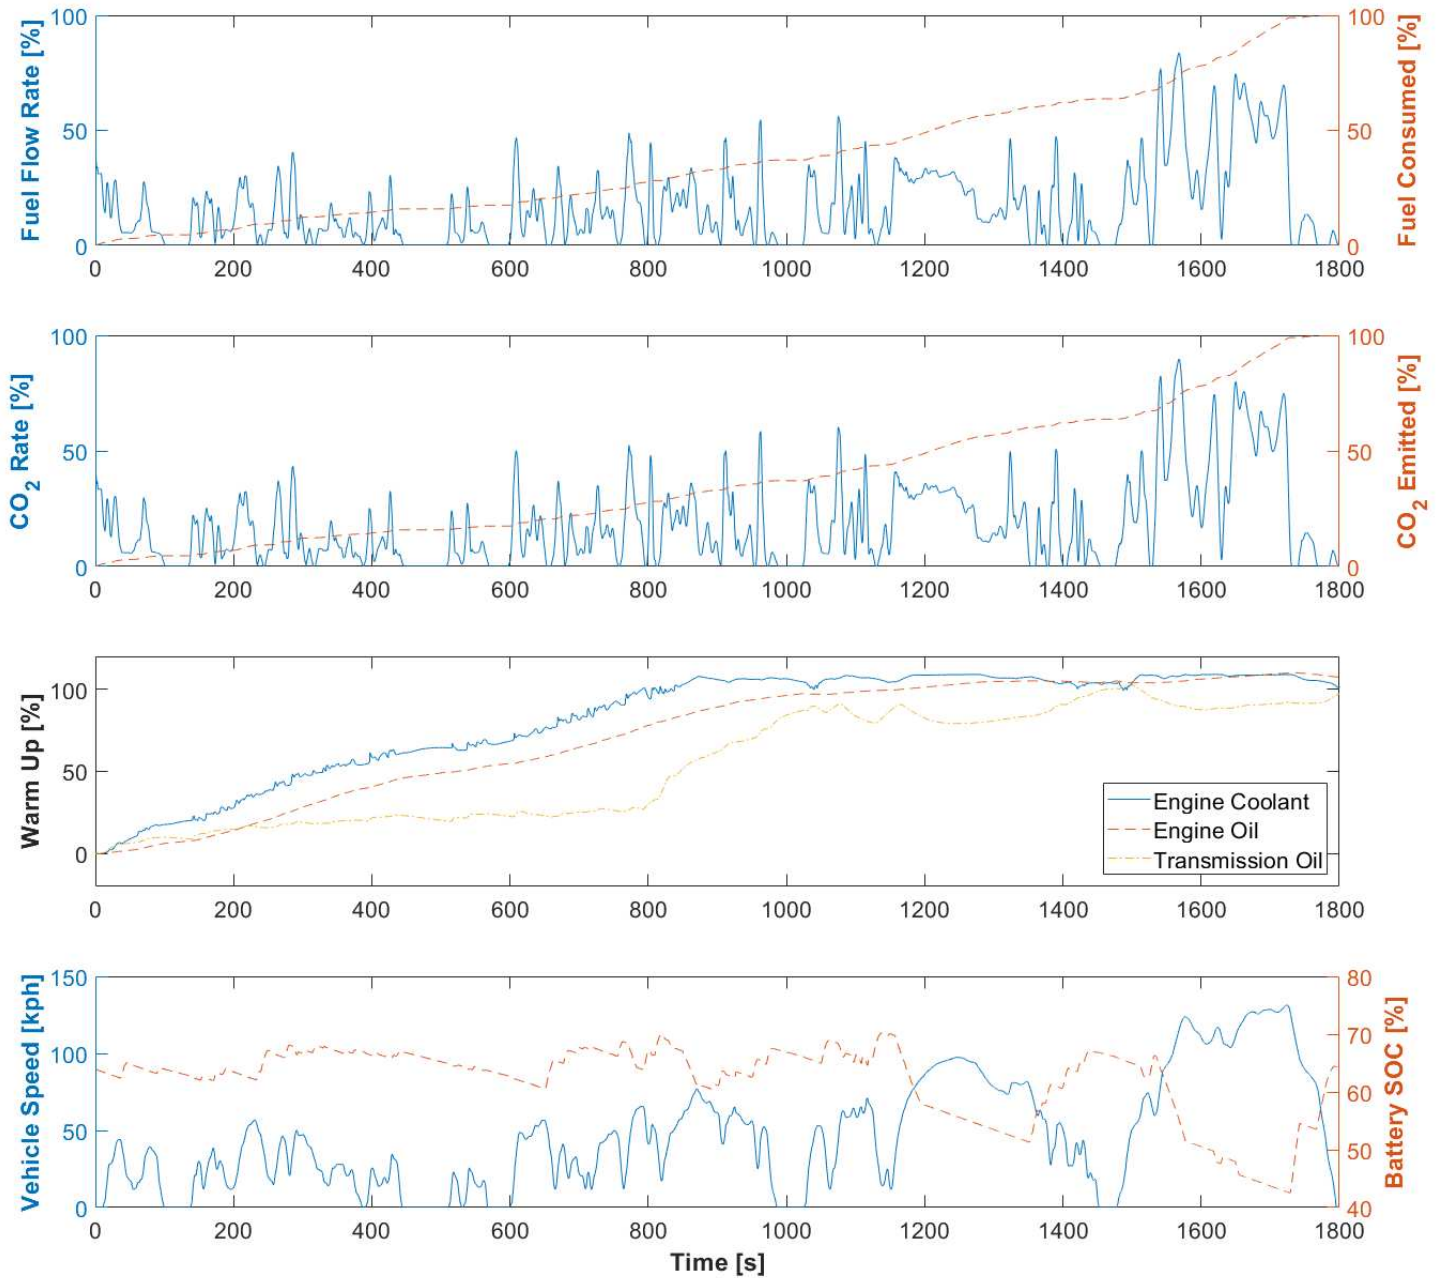 Fuel Flow Rate [%]
100
50
0
100
50
0
Fuel Consumed [%]
0 200 400 600 800 1000 1200 1400 1600 1800
CO2 Rate [%]
100
50
0
100
50
0
CO2 Emitted [%]
0 200 400 600 800 1000 1200 1400 1600 1800
Warm Up [%]
100
50
0
Engine Coolant
Engine Oil
Transmission Oil
0 200 400 600 800 1000 1200 1400 1600 1800
Vehicle Speed [kph]
150
100
50
0
80
70
60
50
40
Battery SOC [%]
0 200 400 600 800 1000 1200 1400 1600 1800
Time [s]